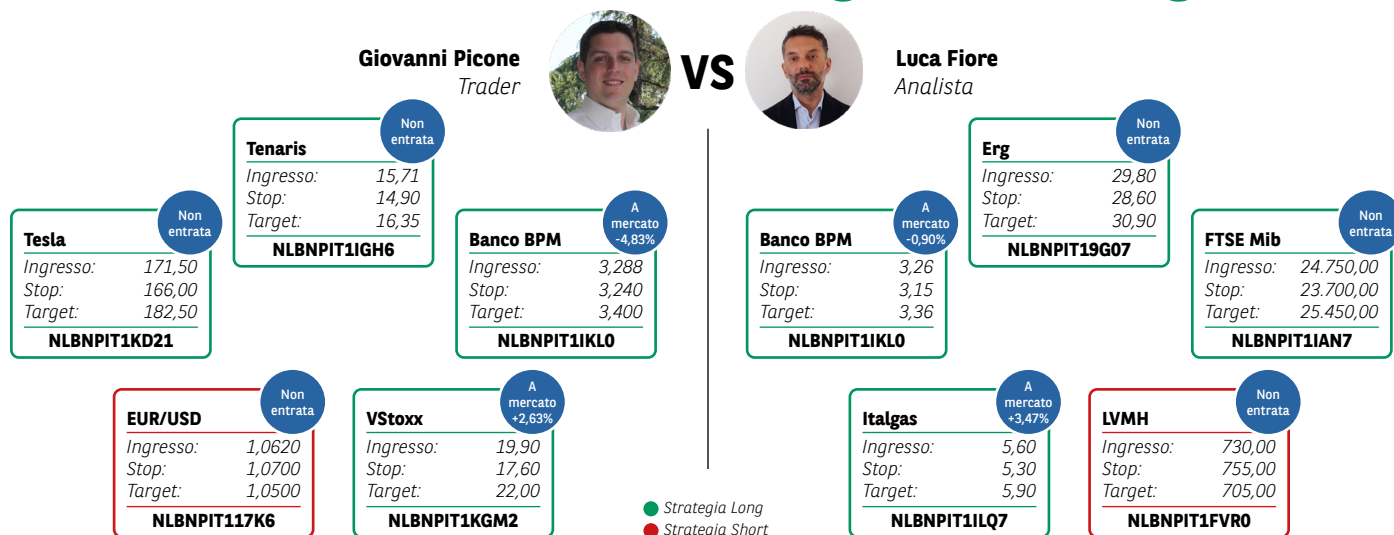 Giovanni Picone
Trader
VS
Luca Fiore
Analista
Non
entrata
Tenaris
Ingresso: 15,71
Stop: 14,90
Target: 16,35
NLBNPIT1IGH6
Non
entrata
Tesla
Ingresso: 171,50
Stop: 166,00
Target: 182,50
NLBNPIT1KD21
A
mercato
-4,83%
Banco BPM
Ingresso: 3,288
Stop: 3,240
Target: 3,400
NLBNPIT1IKL0
Non
entrata
EUR/USD
Ingresso: 1,0620
Stop: 1,0700
Target: 1,0500
NLBNPIT117K6
A
mercato
+2,63%
VStoxx
Ingresso: 19,90
Stop: 17,60
Target: 22,00
NLBNPIT1KGM2
Non
entrata
Erg
Ingresso: 29,80
Stop: 28,60
Target: 30,90
NLBNPIT19G07
A
mercato
-0,90%
Banco BPM
Ingresso: 3,26
Stop: 3,15
Target: 3,36
NLBNPIT1IKL0
Non
entrata
FTSE Mib
Ingresso: 24.750,00
Stop: 23.700,00
Target: 25.450,00
NLBNPIT1IAN7
A
mercato
+3,47%
Italgas
Ingresso: 5,60
Stop: 5,30
Target: 5,90
NLBNPIT1ILQ7
Non
entrata
LVMH
Ingresso: 730,00
Stop: 755,00
Target: 705,00
NLBNPIT1FVR0
Strategia Long
Strategia Short